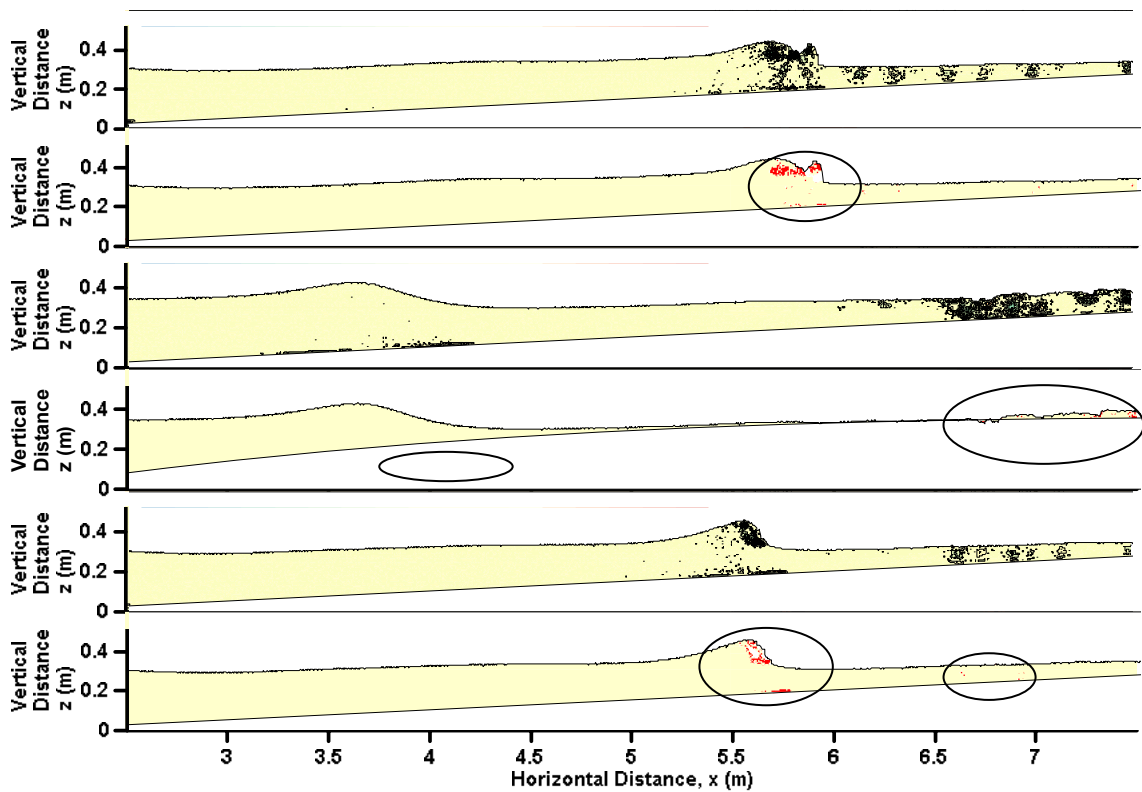 Vertical
Distance
z (m)
0.4
0.2
0
Vertical
Distance
z (m)
0.4
0.2
0
Vertical
Distance
z (m)
0.4
0.2
0
Vertical
Distance
z (m)
0.4
0.2
0
Vertical
Distance
z (m)
0.4
0.2
0
Vertical
Distance
z (m)
0.4
0.2
0
3 3.5 4 4.5 5 5.5 6 6.5 7
Horizontal Distance, x (m)